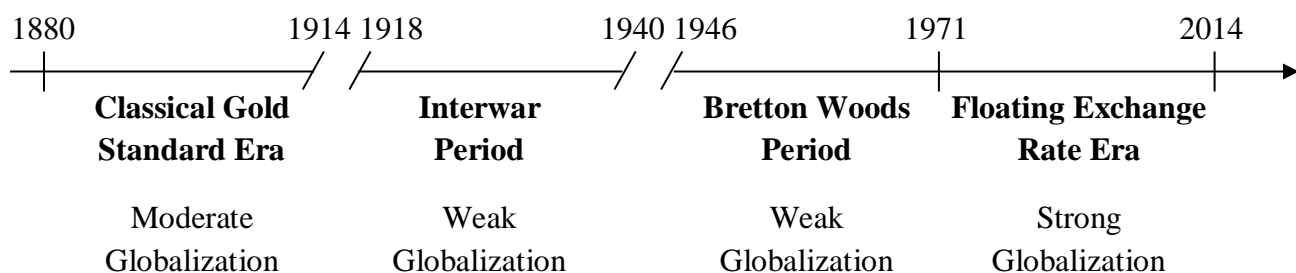 1880 1914 1918 1940 1946 1971 2014
Classical Gold Interwar Bretton Woods Floating Exchange
Standard Era Period Period Rate Era
Moderate Weak Weak Strong
Globalization Globalization Globalization Globalization